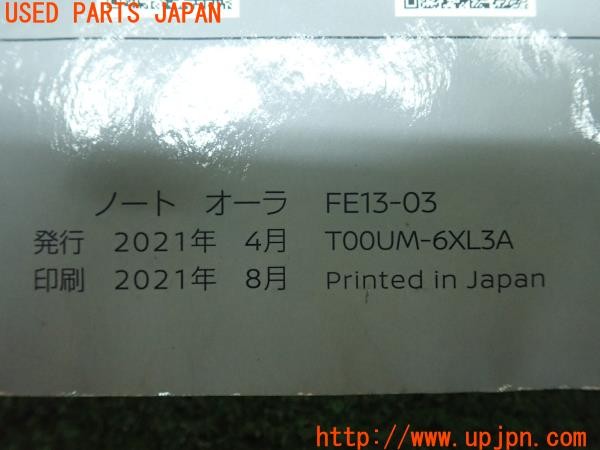 USED PARTS JAPAN
ノート オーラ FE13-03
発行 2021年 4月 T00UM-6XL3A
印刷 2021年 8月 Printed in Japan
http://www.upjpn.com/